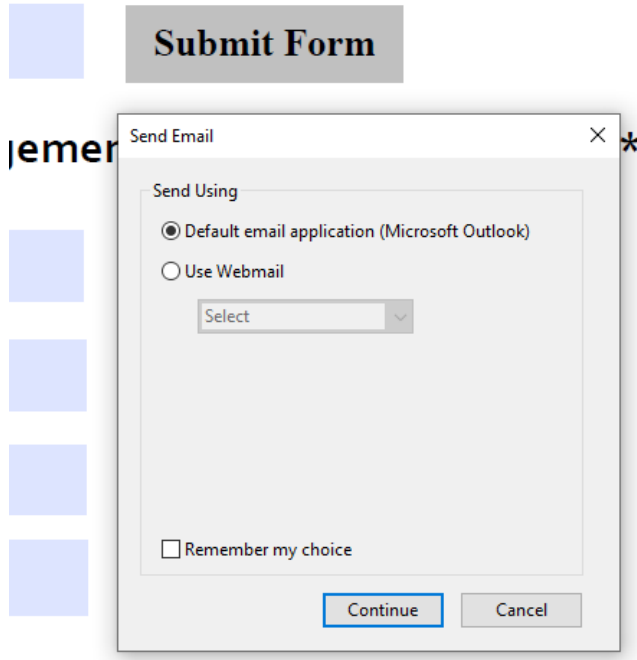 Submit Form
Send Email
gemer *
Send Using
Default email application (Microsoft Outlook)
Use Webmail
Select
Remember my choice
Continue Cancel